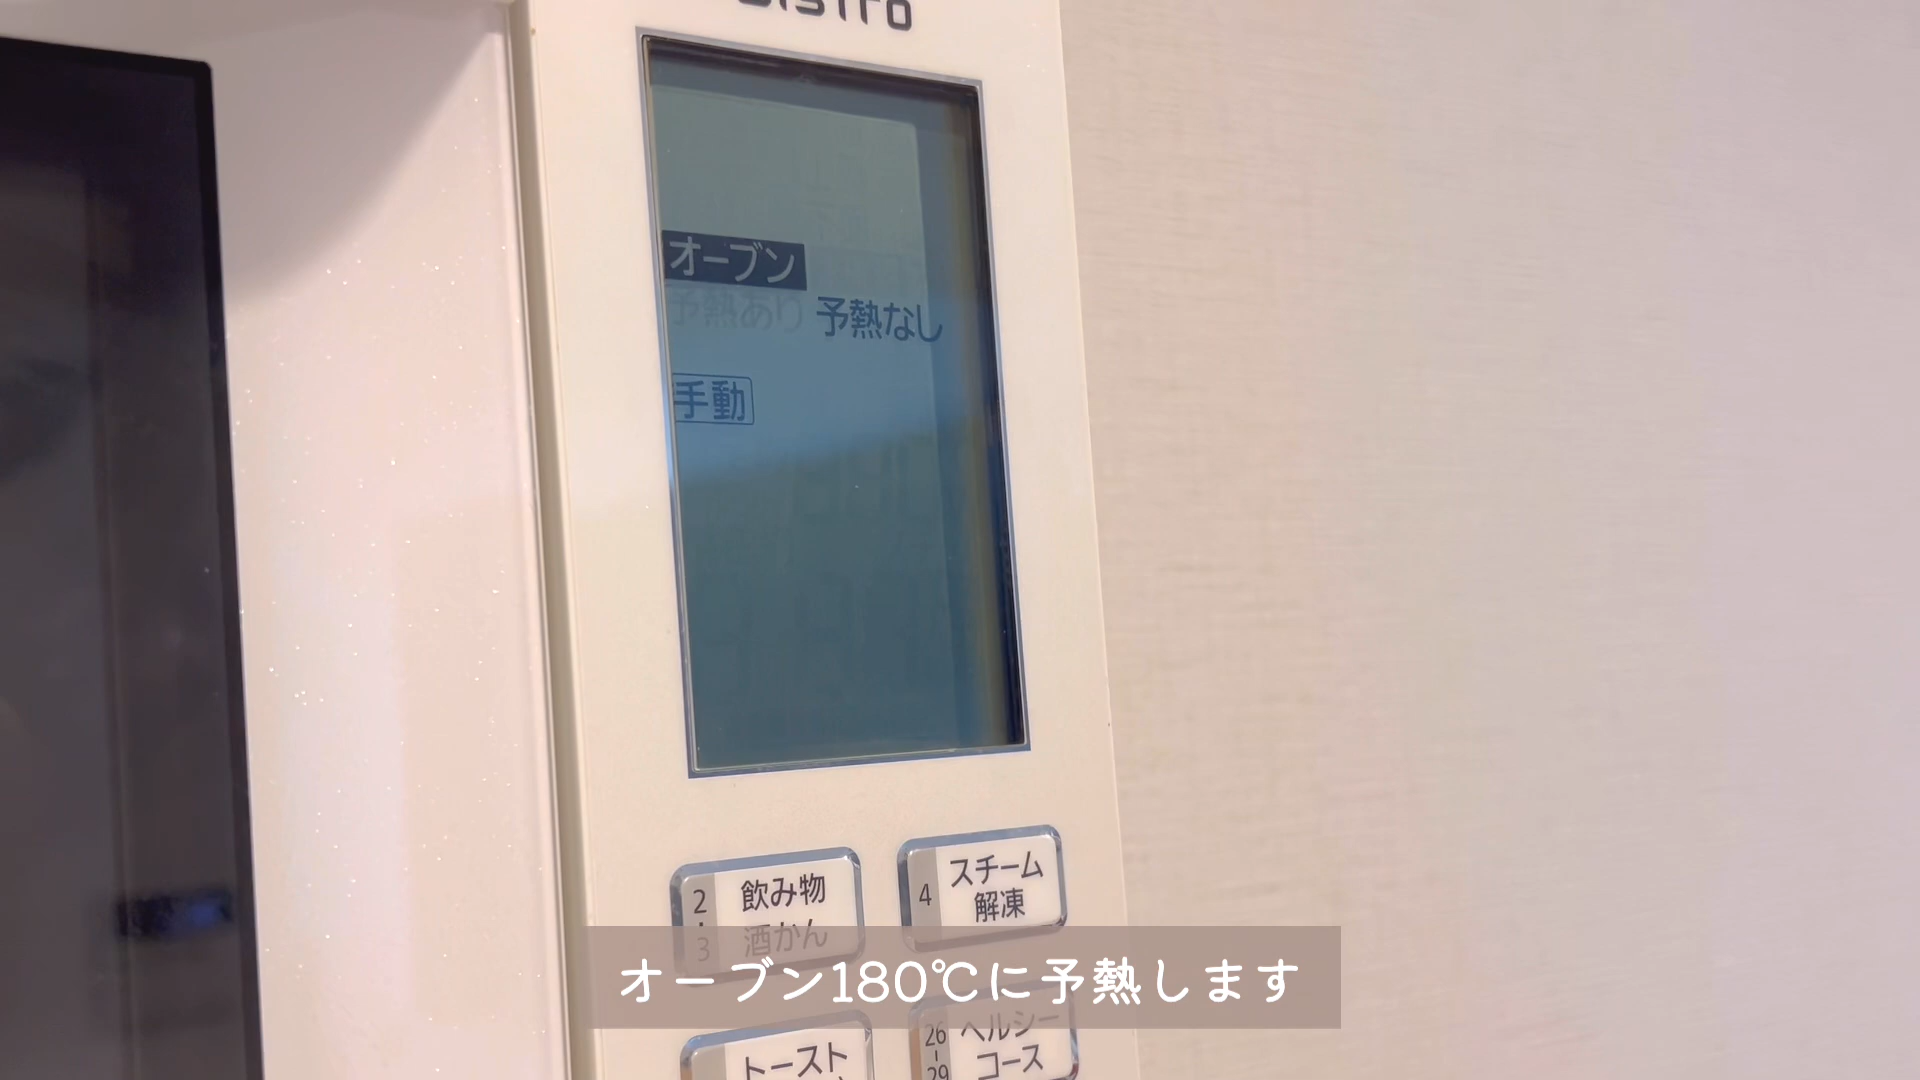 Bistro
オーブン
予熱あり 予熱なし
手動
2 - 3 飲み物 酒かん
4 スチーム 解凍
オーブン180℃に予熱します
トースト
26 - 29 ヘルシー コース